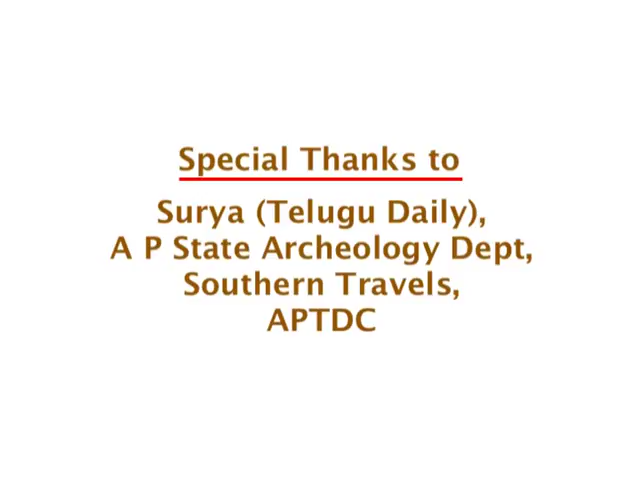 Special Thanks to
Surya (Telugu Daily),
A P State Archeology Dept,
Southern Travels,
APTDC